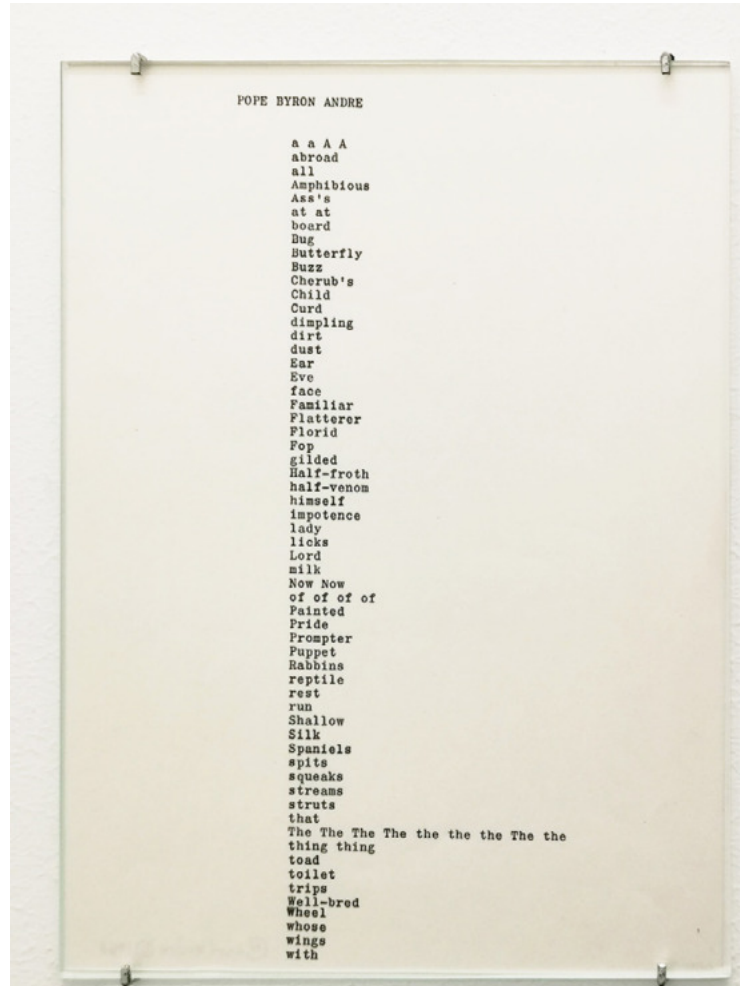 POPE BYRON ANDRE
a a A A
abroad
all
Amphibious
Ass's
at at
board
Bug
Butterfly
Buzz
Cherub's
Child
Curd
dimpling
dirt
dust
Ear
Eve
face
Familiar
Flatterer
Florid
Fop
gilded
Half-froth
half-venom
himself
impotence
lady
licks
Lord
milk
Now Now
of of of of
Painted
Pride
Prompter
Puppet
Rabbins
reptile
rest
run
Shallow
Silk
Spaniels
spits
squeaks
streams
struts
that
The The The The the the the The the
thing thing
toad
toilet
trips
Well-bred
Wheel
whose
wings
with